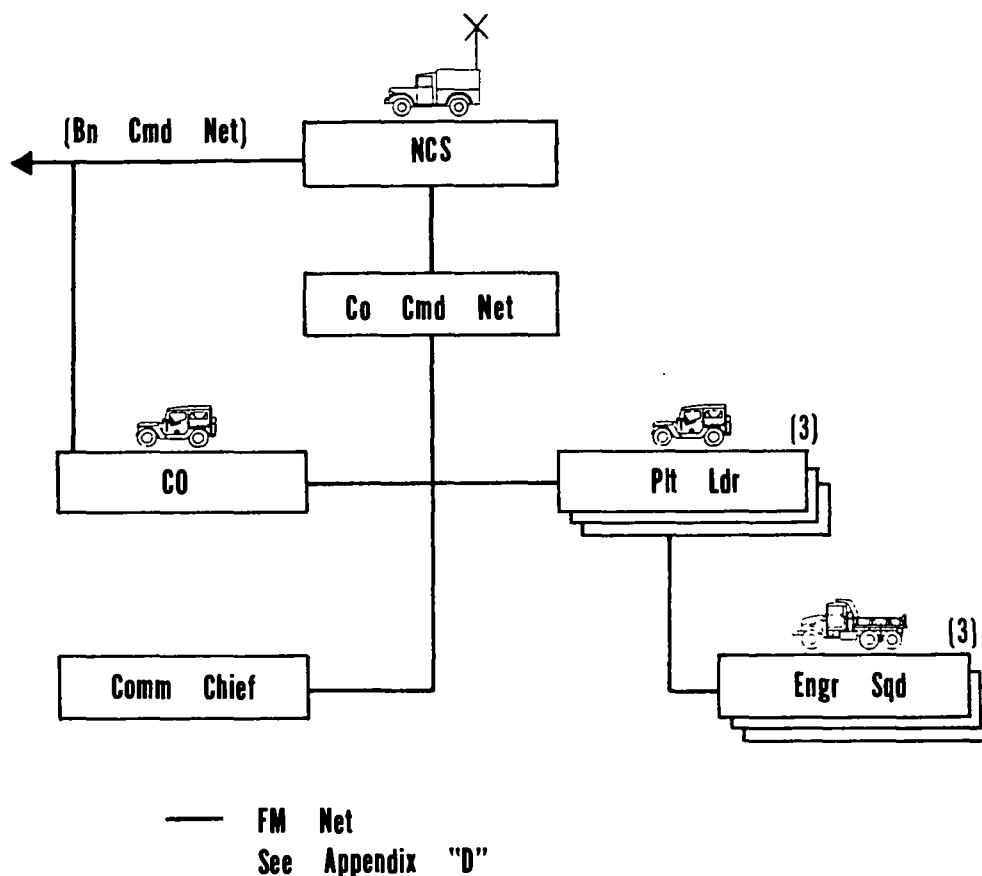 (Bn Cmd Net)
NCS
Co Cmd Net
(3)
CO
Plt Ldr
(3)
Comm Chief
Engr Sqd
FM Net
See Appendix "D"